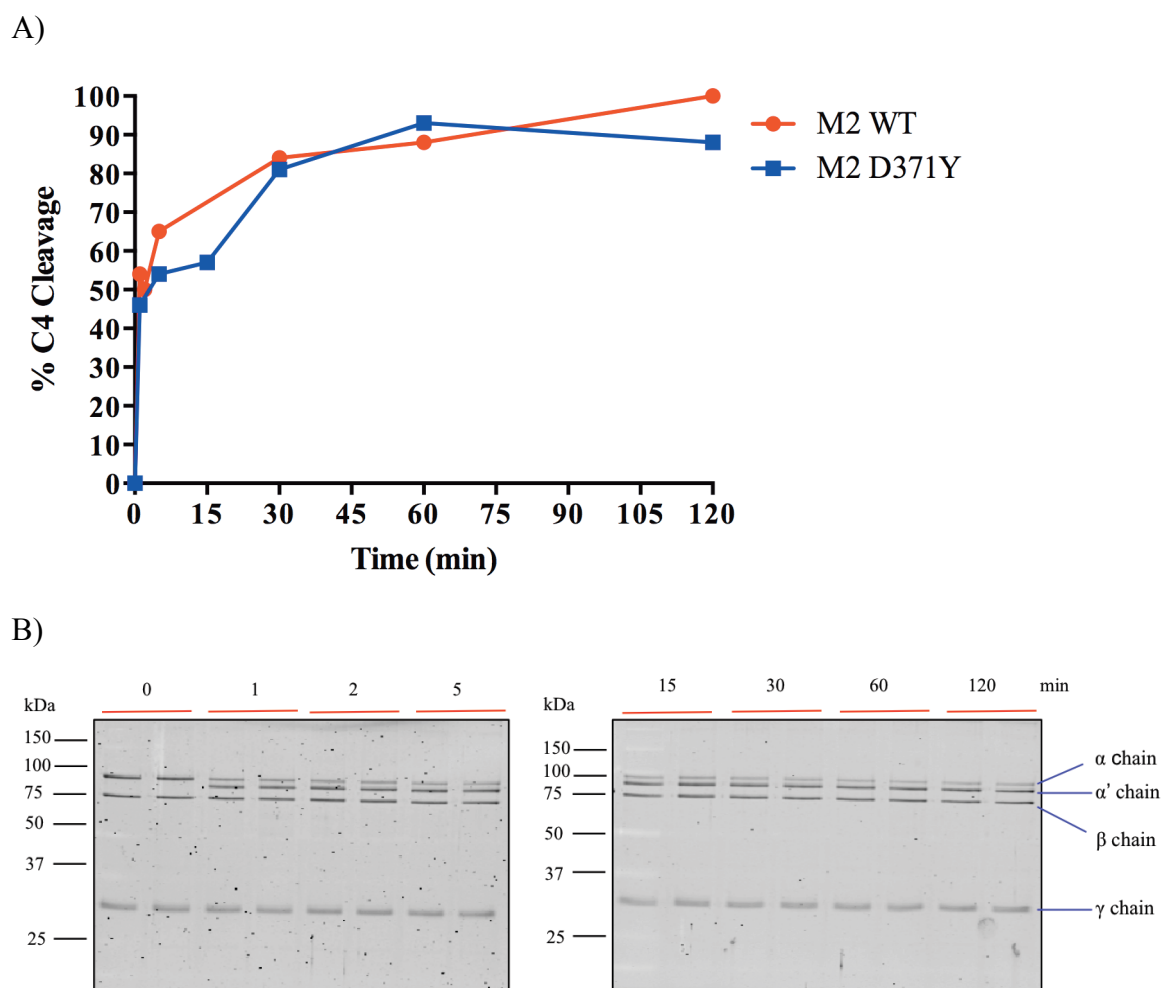 A)
100
90
80
70
60
50
40
30
20
10
0
% C4 Cleavage
0 15 30 45 60 75 90 105 120
Time (min)
M2 WT
M2 D371Y
B)
kDa 0 1 2 5
150
100
75
50
37
25
kDa 15 30 60 120 min
150
100
75
50
37
25
α chain
α' chain
β chain
γ chain